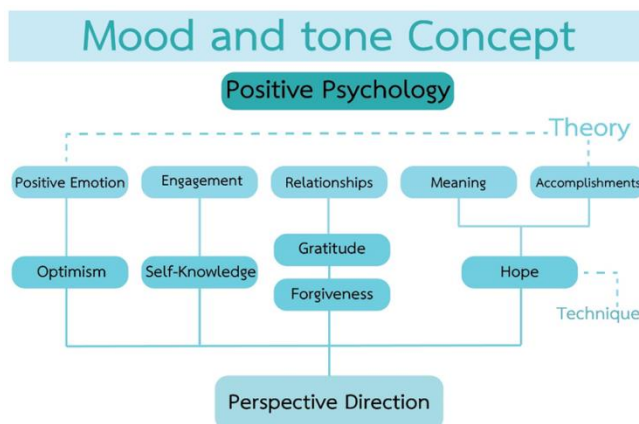 Mood and tone Concept
Positive Psychology
Theory
Positive Emotion
Engagement
Relationships
Meaning
Accomplishments
Optimism
Self-Knowledge
Gratitude
Forgiveness
Hope
Technique
Perspective Direction